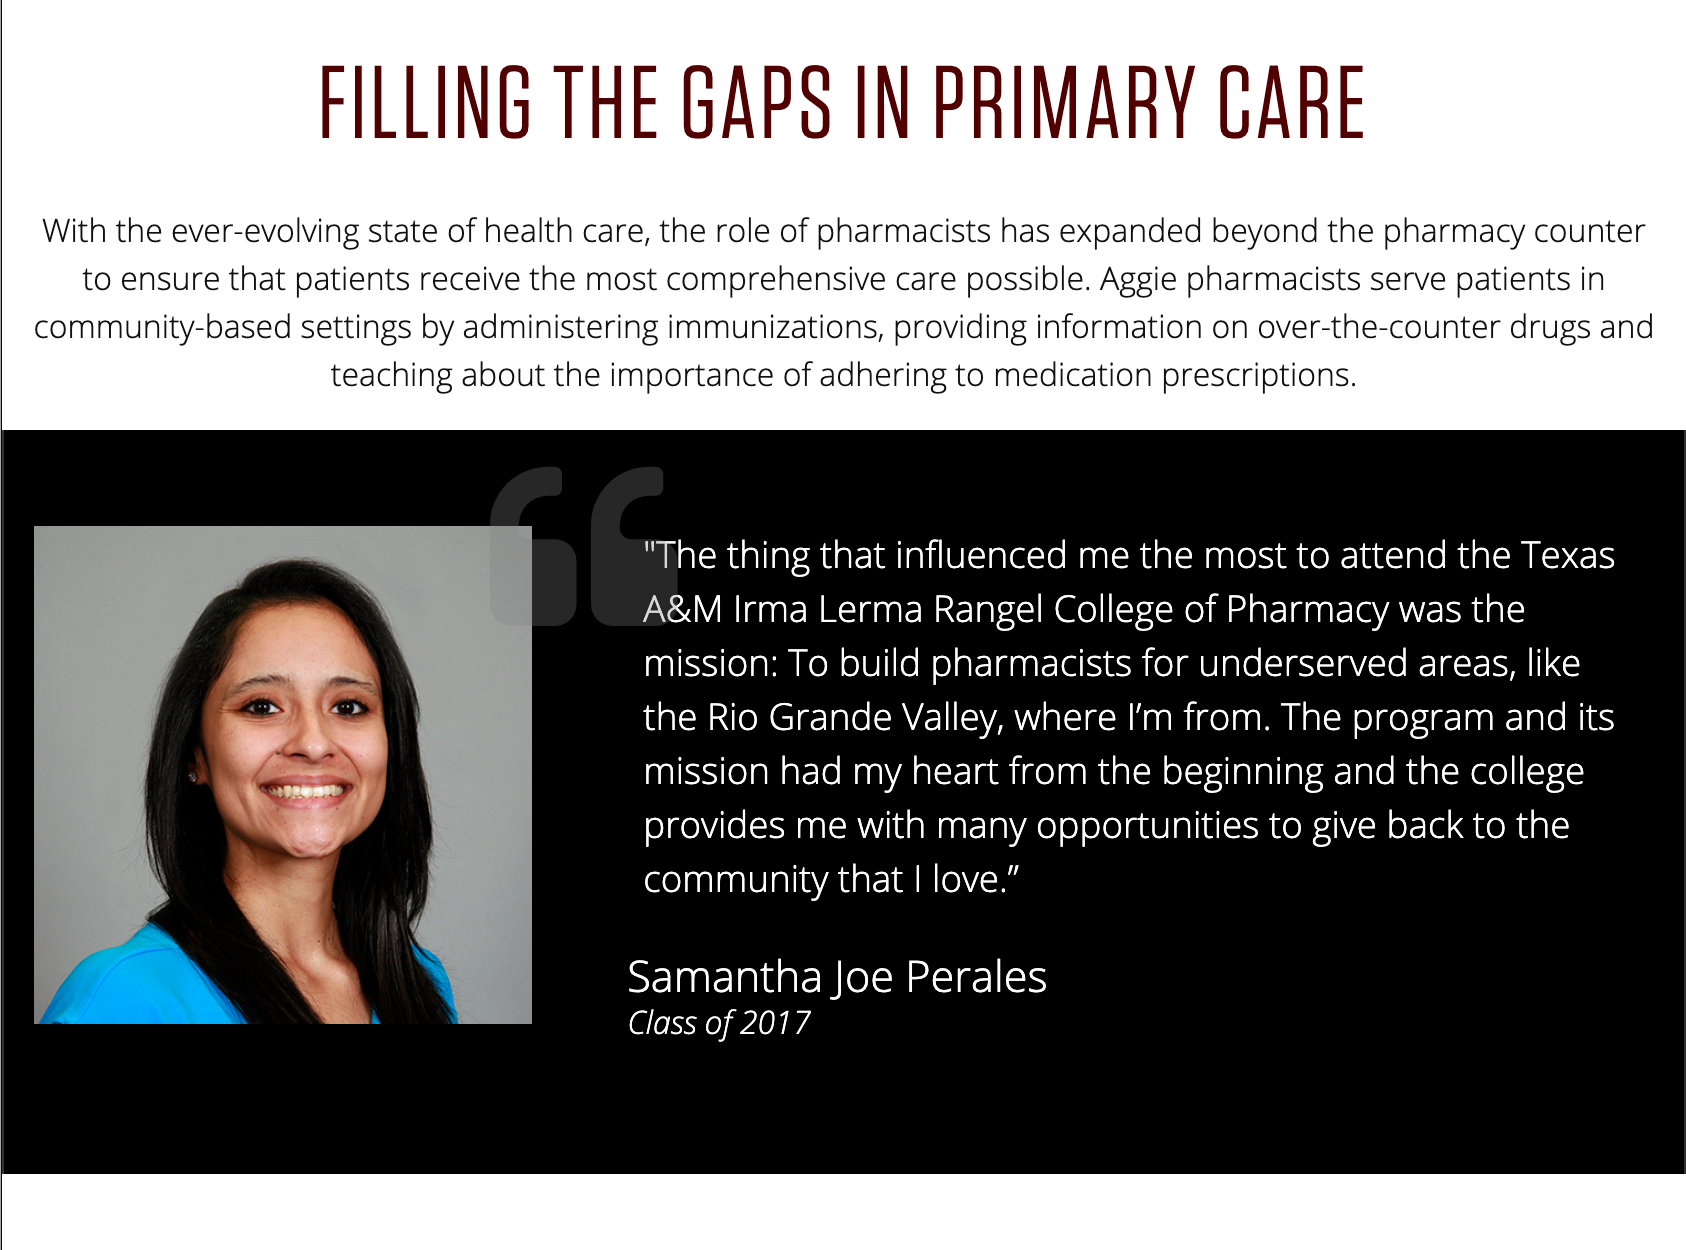 FILLING THE GAPS IN PRIMARY CARE
With the ever-evolving state of health care, the role of pharmacists has expanded beyond the pharmacy counter
to ensure that patients receive the most comprehensive care possible. Aggie pharmacists serve patients in
community-based settings by administering immunizations, providing information on over-the-counter drugs and
teaching about the importance of adhering to medication prescriptions.
"The thing that influenced me the most to attend the Texas
A&M Irma Lerma Rangel College of Pharmacy was the
mission: To build pharmacists for underserved areas, like
the Rio Grande Valley, where I’m from. The program and its
mission had my heart from the beginning and the college
provides me with many opportunities to give back to the
community that I love.”
Samantha Joe Perales
Class of 2017